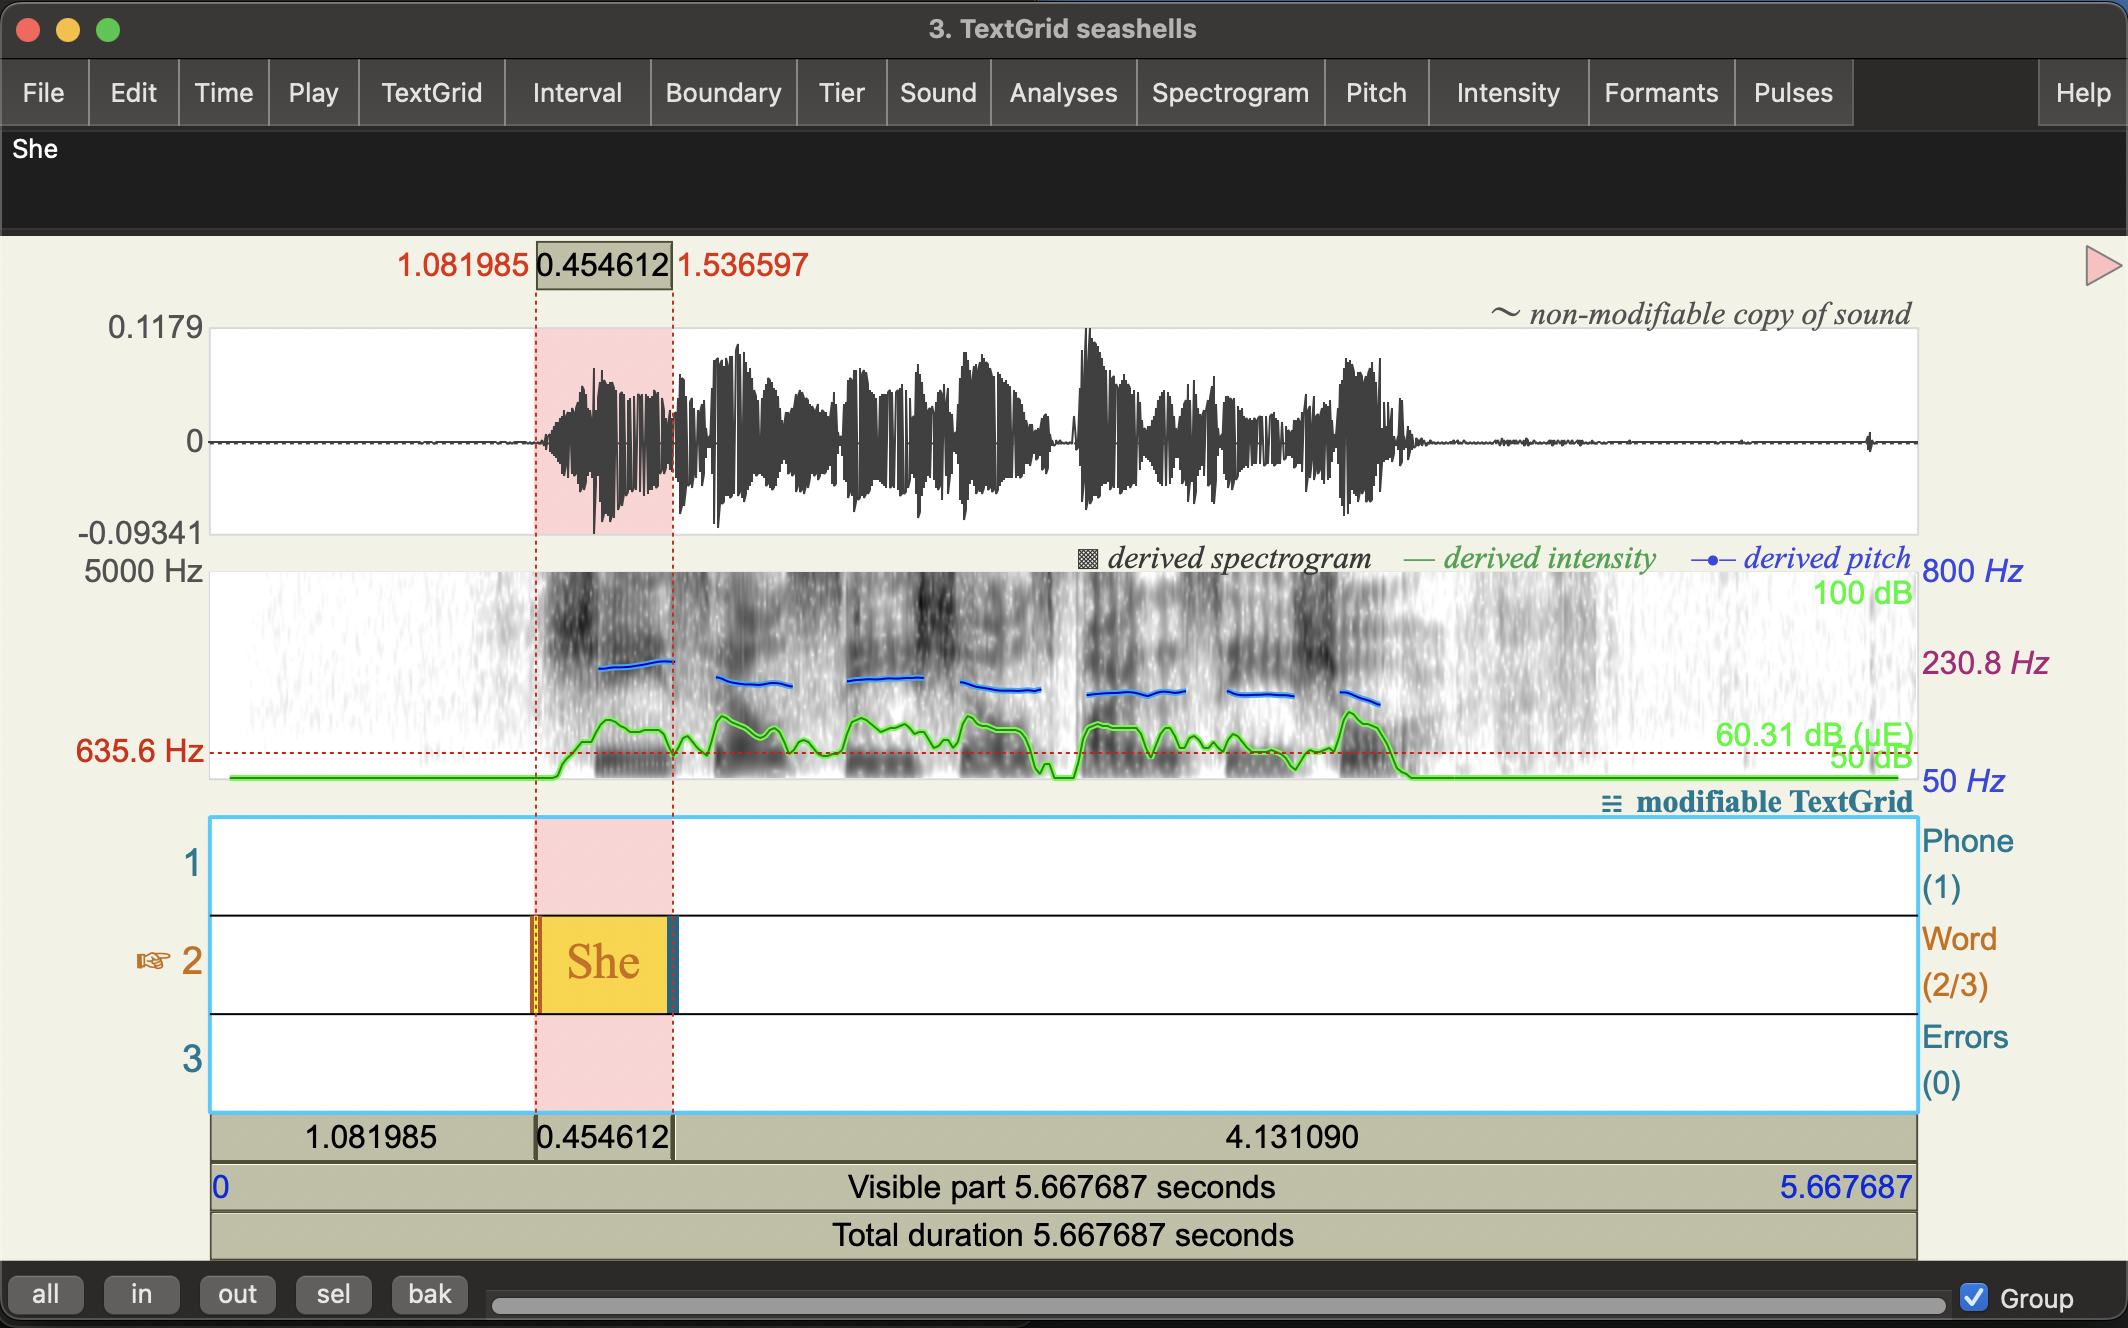 3. TextGrid seashells
File Edit Time Play TextGrid Interval Boundary Tier Sound Analyses Spectrogram Pitch Intensity Formants Pulses Help
She
1.081985 0.454612 1.536597
~ non-modifiable copy of sound
0.1179
0
-0.09341
derived spectrogram derived intensity derived pitch
5000 Hz 800 Hz
100 dB
230.8 Hz
60.31 dB (µE)
635.6 Hz
50 dB
50 Hz
modifiable TextGrid
1 Phone
(1)
2 She Word
(2/3)
3 Errors
(0)
1.081985 0.454612 4.131090
0 Visible part 5.667687 seconds 5.667687
Total duration 5.667687 seconds
all in out sel bak Group